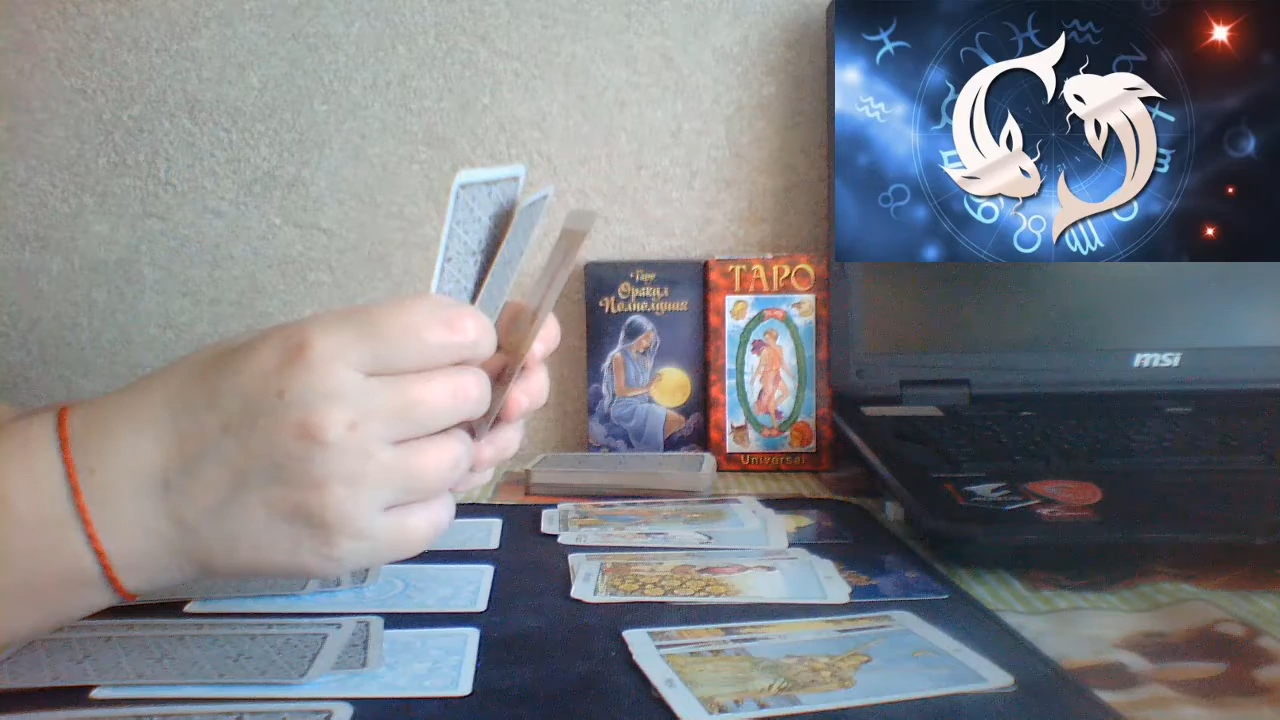 Таро
Оракул
Полнолуния
ТАРО
Universal
msi